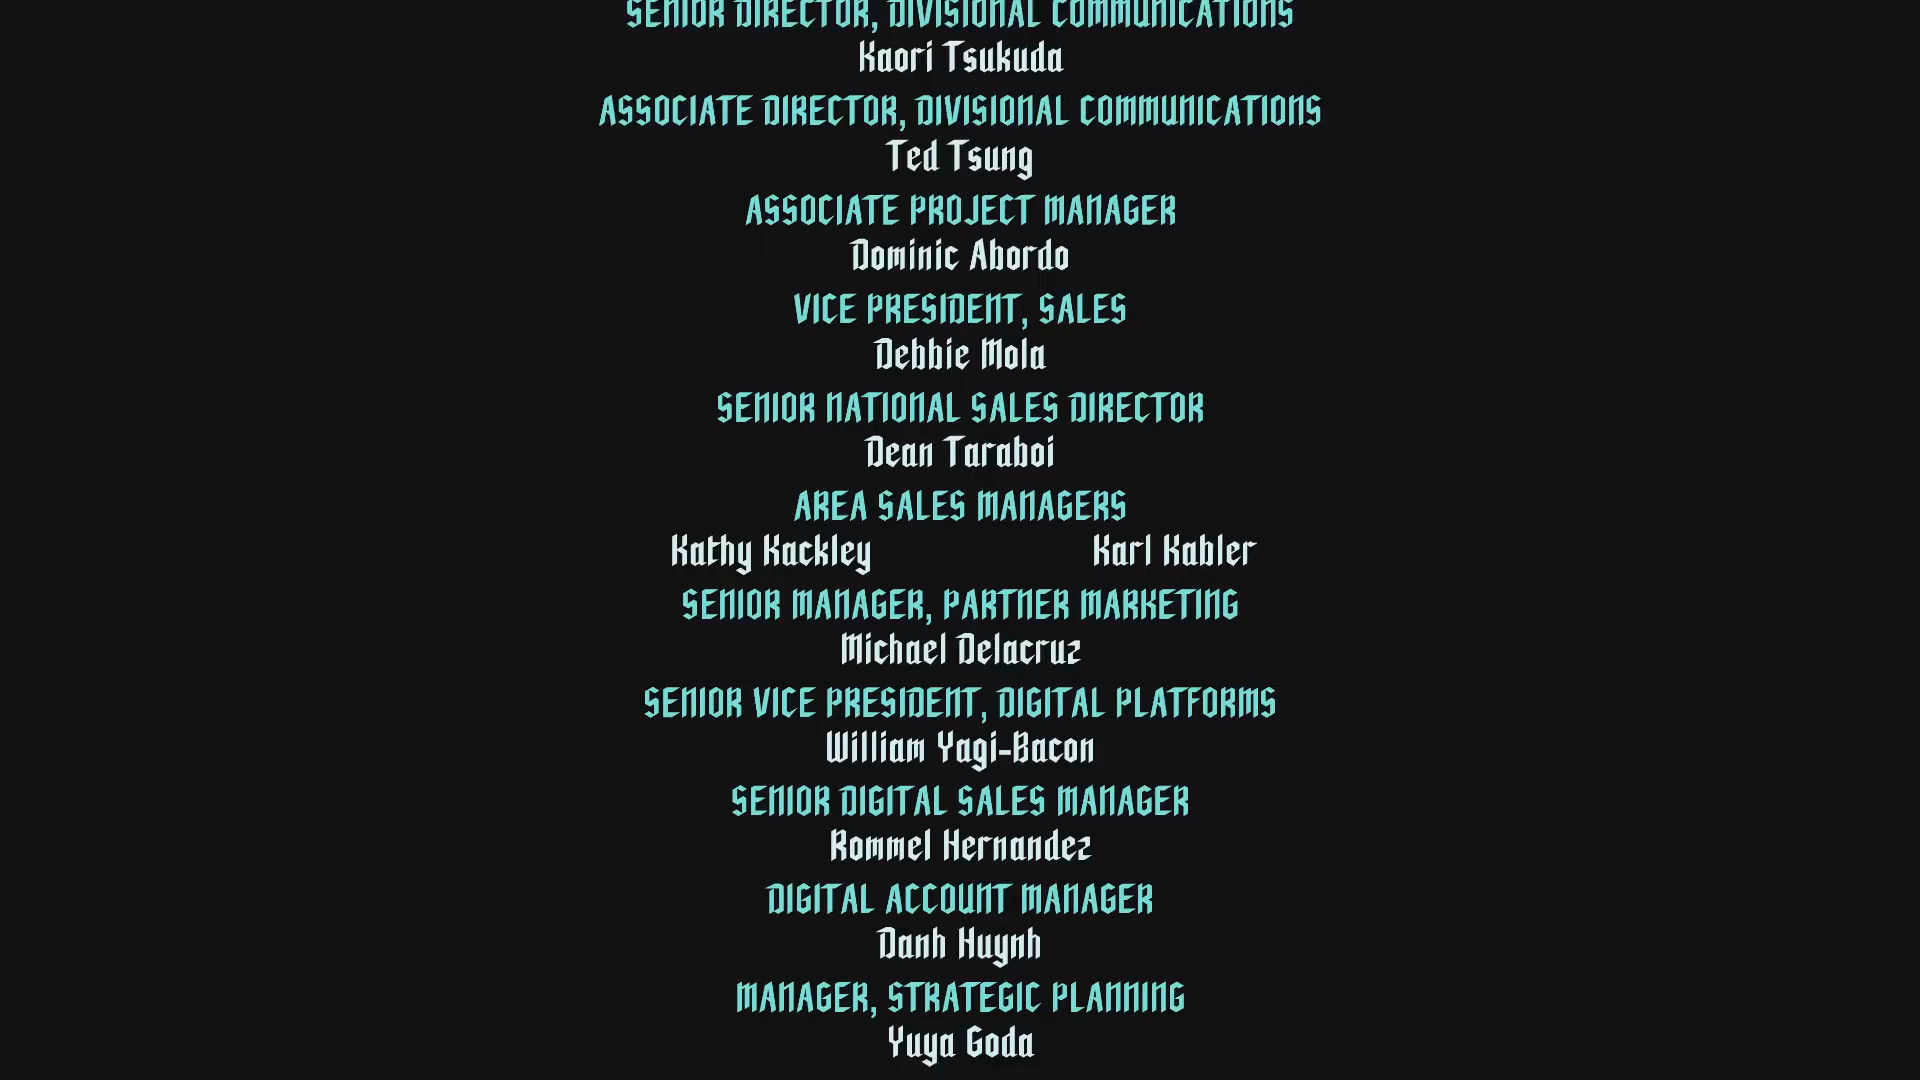 SENIOR DIRECTOR, DIVISIONAL COMMUNICATIONS
Kaori Tsukuda
ASSOCIATE DIRECTOR, DIVISIONAL COMMUNICATIONS
Ted Tsung
ASSOCIATE PROJECT MANAGER
Dominic Abordo
VICE PRESIDENT, SALES
Debbie Mola
SENIOR NATIONAL SALES DIRECTOR
Dean Taraboi
AREA SALES MANAGERS
Kathy Kackley Karl Kabler
SENIOR MANAGER, PARTNER MARKETING
Michael Delacruz
SENIOR VICE PRESIDENT, DIGITAL PLATFORMS
William Yagi-Bacon
SENIOR DIGITAL SALES MANAGER
Rommel Hernandez
DIGITAL ACCOUNT MANAGER
Danh Huynh
MANAGER, STRATEGIC PLANNING
Yuya Goda